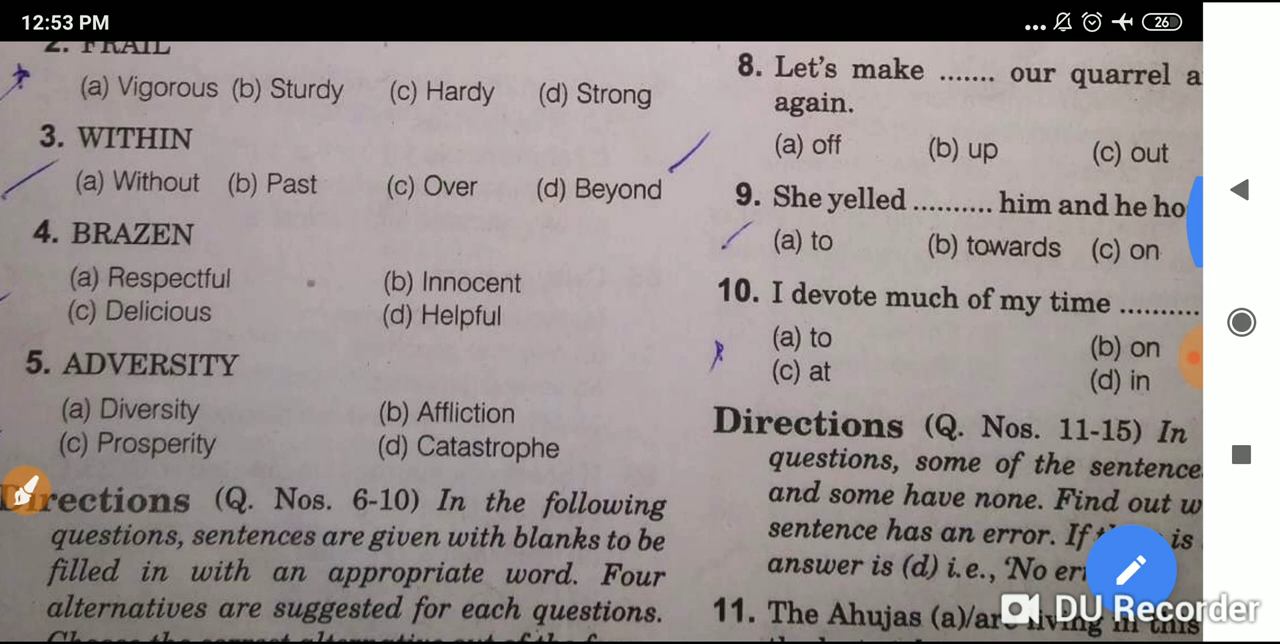 12:53 PM
26
2. FRAIL
(a) Vigorous (b) Sturdy (c) Hardy (d) Strong
3. WITHIN
(a) Without (b) Past (c) Over (d) Beyond
4. BRAZEN
(a) Respectful (b) Innocent
(c) Delicious (d) Helpful
5. ADVERSITY
(a) Diversity (b) Affliction
(c) Prosperity (d) Catastrophe
Directions (Q. Nos. 6-10) In the following
questions, sentences are given with blanks to be
filled in with an appropriate word. Four
alternatives are suggested for each questions.
8. Let's make ....... our quarrel a
again.
(a) off (b) up (c) out
9. She yelled .......... him and he ho
(a) to (b) towards (c) on
10. I devote much of my time ..........
(a) to (b) on
(c) at (d) in
Directions (Q. Nos. 11-15) In
questions, some of the sentence
and some have none. Find out w
sentence has an error. If is
answer is (d) i.e., 'No err
11. The Ahujas (a)/are living in this
DU Recorder